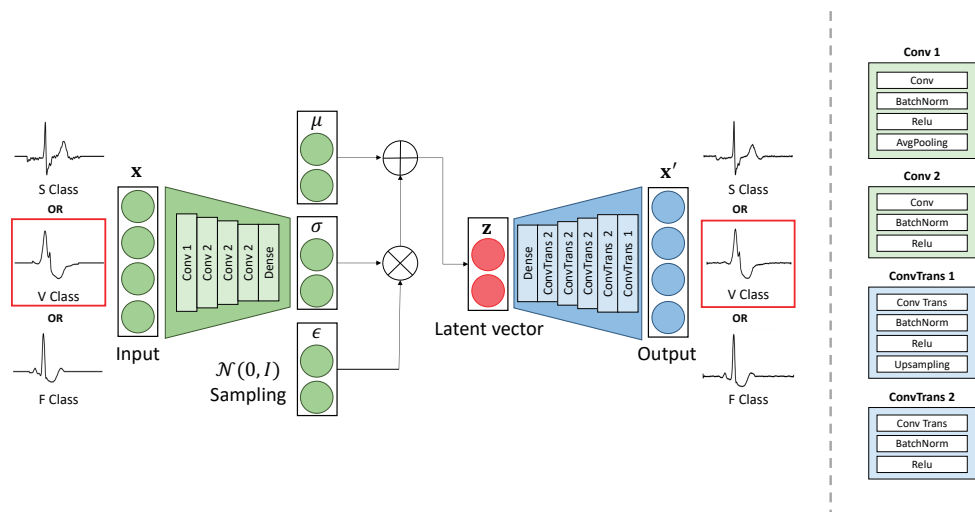 S Class
OR
V Class
OR
F Class
x
Input
Conv 1
Conv 2
Conv 2
Conv 2
Dense
μ
σ
ϵ
𝒩(0, I)
Sampling
z
Latent vector
Dense
ConvTrans 2
ConvTrans 2
ConvTrans 2
ConvTrans 2
ConvTrans 1
x′
Output
S Class
OR
V Class
OR
F Class
Conv 1
Conv
BatchNorm
Relu
AvgPooling
Conv 2
Conv
BatchNorm
Relu
ConvTrans 1
Conv Trans
BatchNorm
Relu
Upsampling
ConvTrans 2
Conv Trans
BatchNorm
Relu